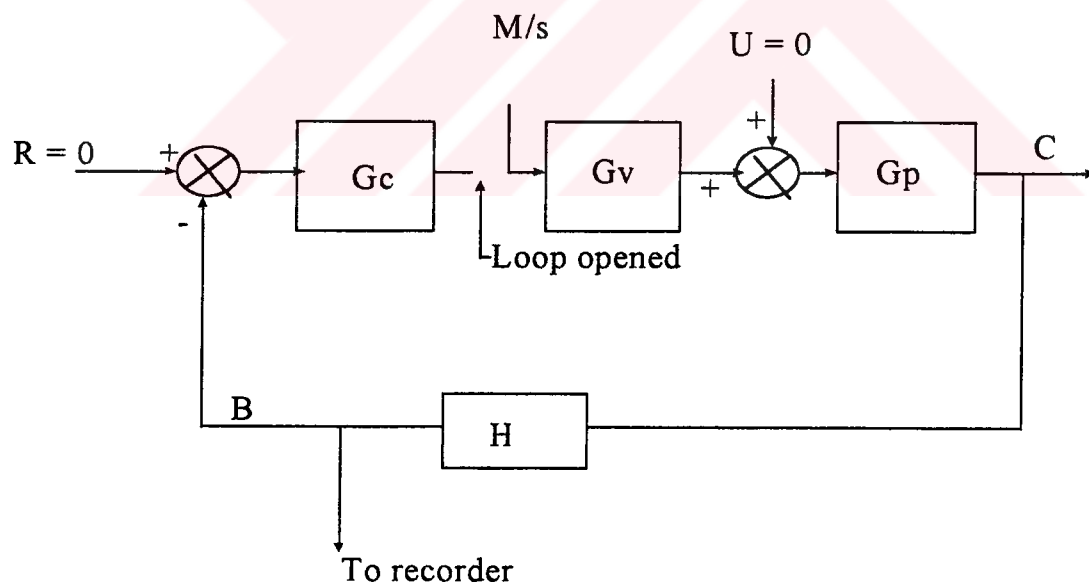 M/s
U = 0
+
R = 0
+
Gc
Gv
+
Gp
C
-
Loop opened
B
H
To recorder